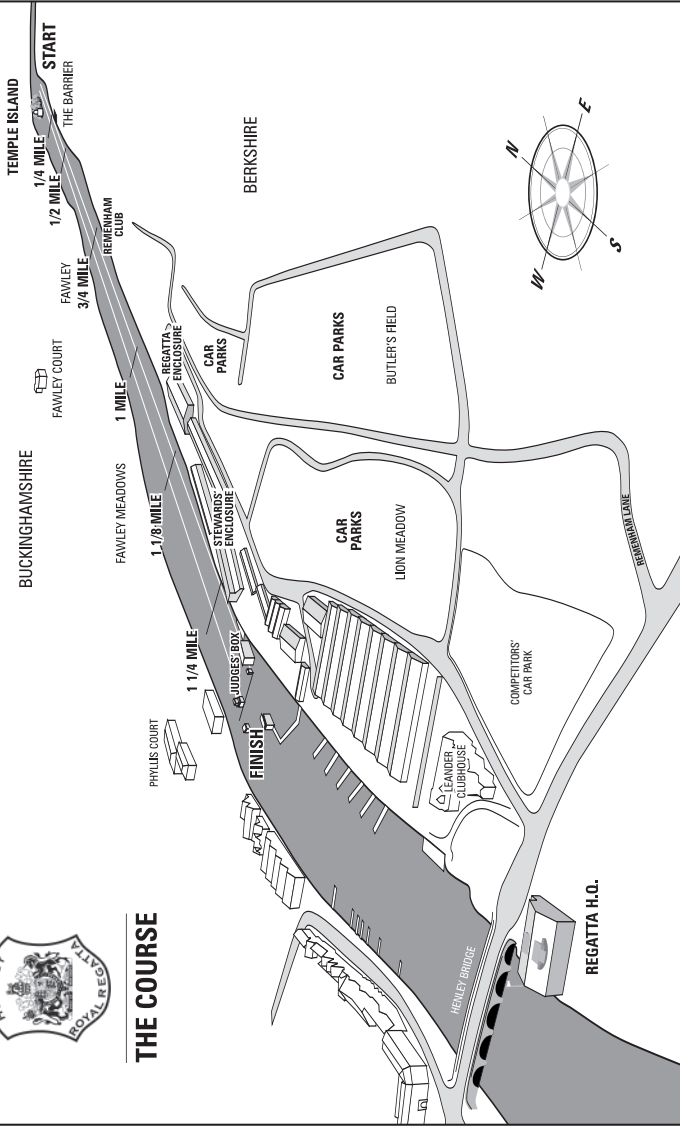 ROYAL REGATTA
THE COURSE
BUCKINGHAMSHIRE
TEMPLE ISLAND
START
THE BARRIER
1/4 MILE
1/2 MILE
REMENHAM
CLUB
FAWLEY
3/4 MILE
FAWLEY COURT
1 MILE
FAWLEY MEADOWS
1 1/8 MILE
1 1/4 MILE
PHYLLIS COURT
JUDGES' BOX
FINISH
REGATTA
ENCLOSURE
STEWARDS'
ENCLOSURE
BERKSHIRE
CAR
PARKS
CAR PARKS
BUTLER'S FIELD
CAR
PARKS
LION MEADOW
COMPETITORS'
CAR PARK
REMENHAM LANE
LEANDER
CLUBHOUSE
HENLEY BRIDGE
REGATTA H.Q.
N
E
S
W